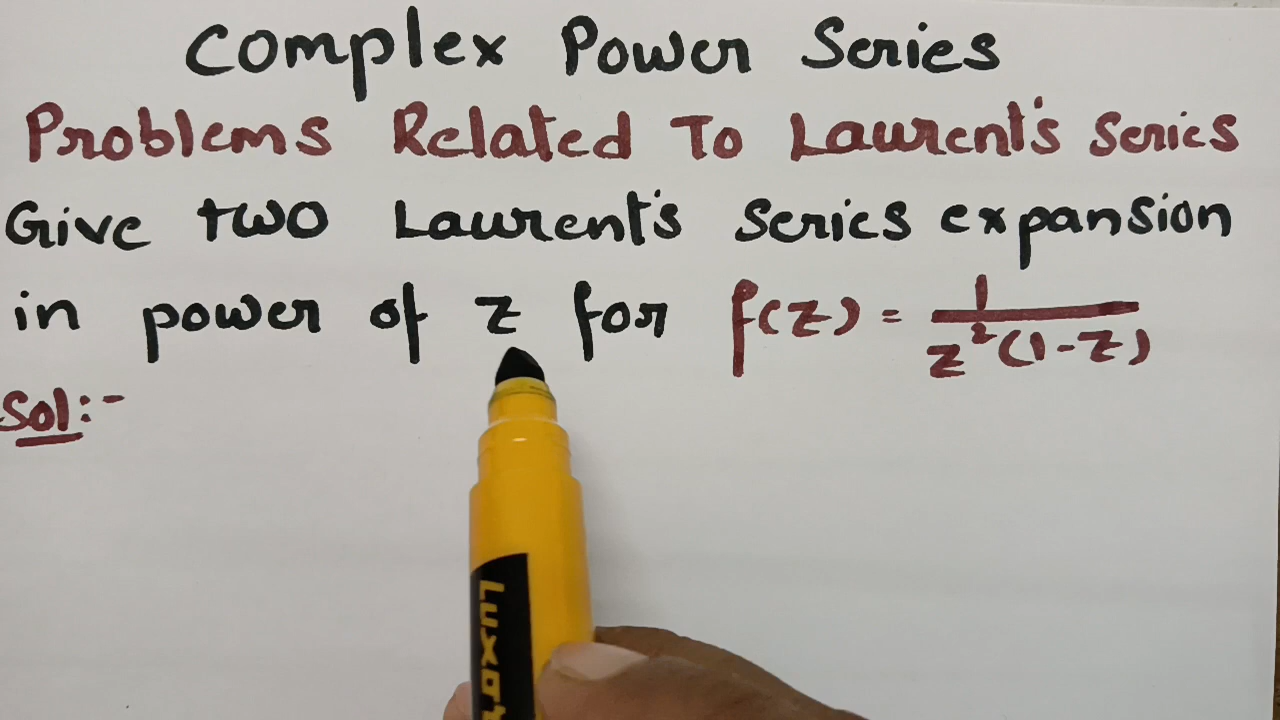 Complex Power Series
Problems Related To Laurent's Series
Give two Laurent's series expansion
in power of z for f(z) = 1/z²(1-z)
Sol:-
Luxo